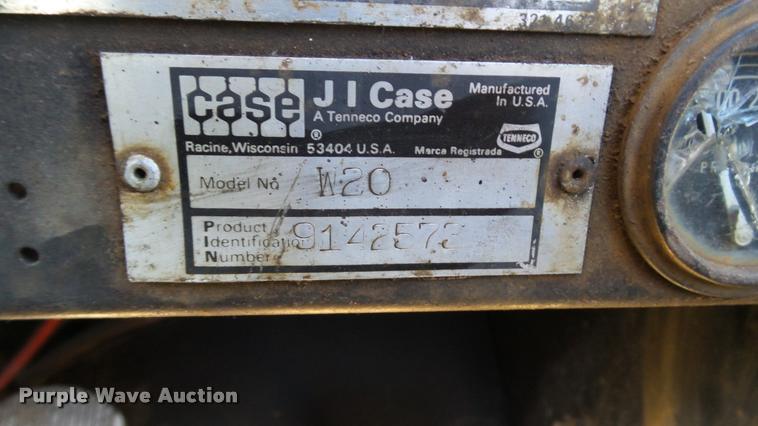 case
J I Case
A Tenneco Company
Manufactured
In U.S.A.
TENNECO
Racine, Wisconsin 53404 U.S.A.
Marca Registrada
®
®
Model No W20
Product
Identification
Number
P
I
N
Purple Wave Auction